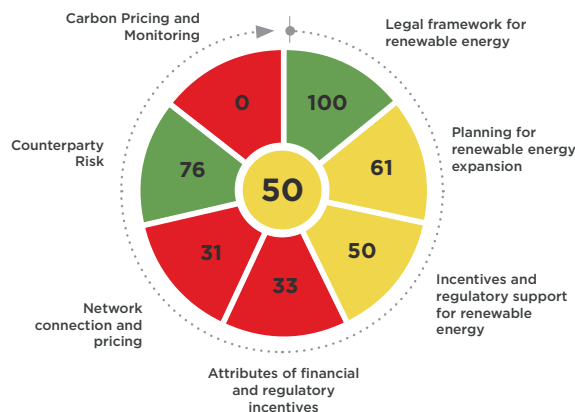 Carbon Pricing and
Monitoring
Legal framework for
renewable energy
0
100
Counterparty
Risk
Planning for
renewable energy
expansion
76
61
50
31
50
33
Network
connection and
pricing
Incentives and
regulatory support
for renewable
energy
Attributes of financial
and regulatory
incentives